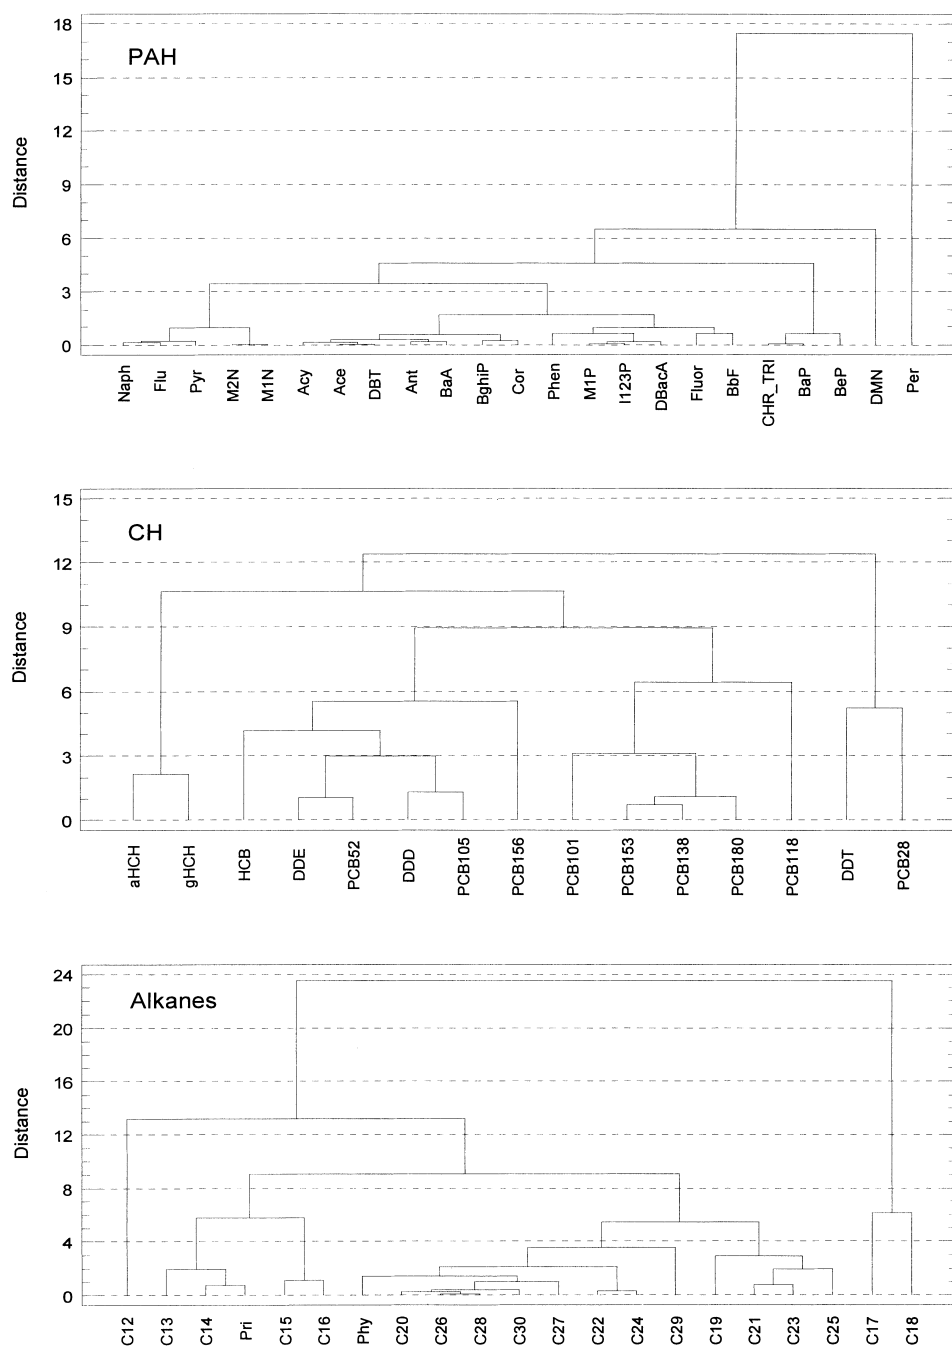 PAH
Distance
18
15
12
9
6
3
0
Naph
Flu
Pyr
M2N
M1N
Acy
Ace
DBT
Ant
BaA
BghiP
Cor
Phen
M1P
I123P
DBacA
Fluor
BbF
CHR_TRI
BaP
BeP
DMN
Per
CH
Distance
15
12
9
6
3
0
aHCH
gHCH
HCB
DDE
PCB52
DDD
PCB105
PCB156
PCB101
PCB153
PCB138
PCB180
PCB118
DDT
PCB28
Alkanes
Distance
24
20
16
12
8
4
0
C12
C13
C14
Pri
C15
C16
Phy
C20
C26
C28
C30
C27
C22
C24
C29
C19
C21
C23
C25
C17
C18